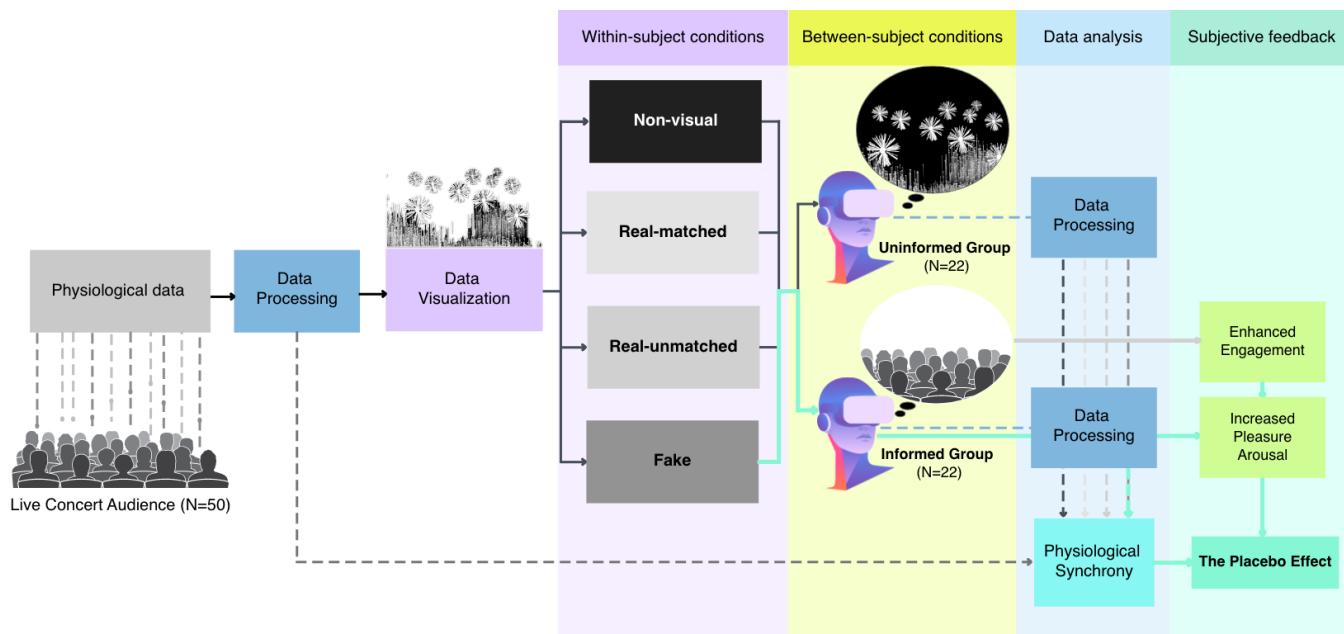 Within-subject conditions
Between-subject conditions
Data analysis
Subjective feedback
Non-visual
Real-matched
Real-unmatched
Fake
Physiological data
Data
Processing
Data
Visualization
Live Concert Audience (N=50)
Uninformed Group
(N=22)
Informed Group
(N=22)
Data
Processing
Data
Processing
Physiological
Synchrony
Enhanced
Engagement
Increased
Pleasure
Arousal
The Placebo Effect